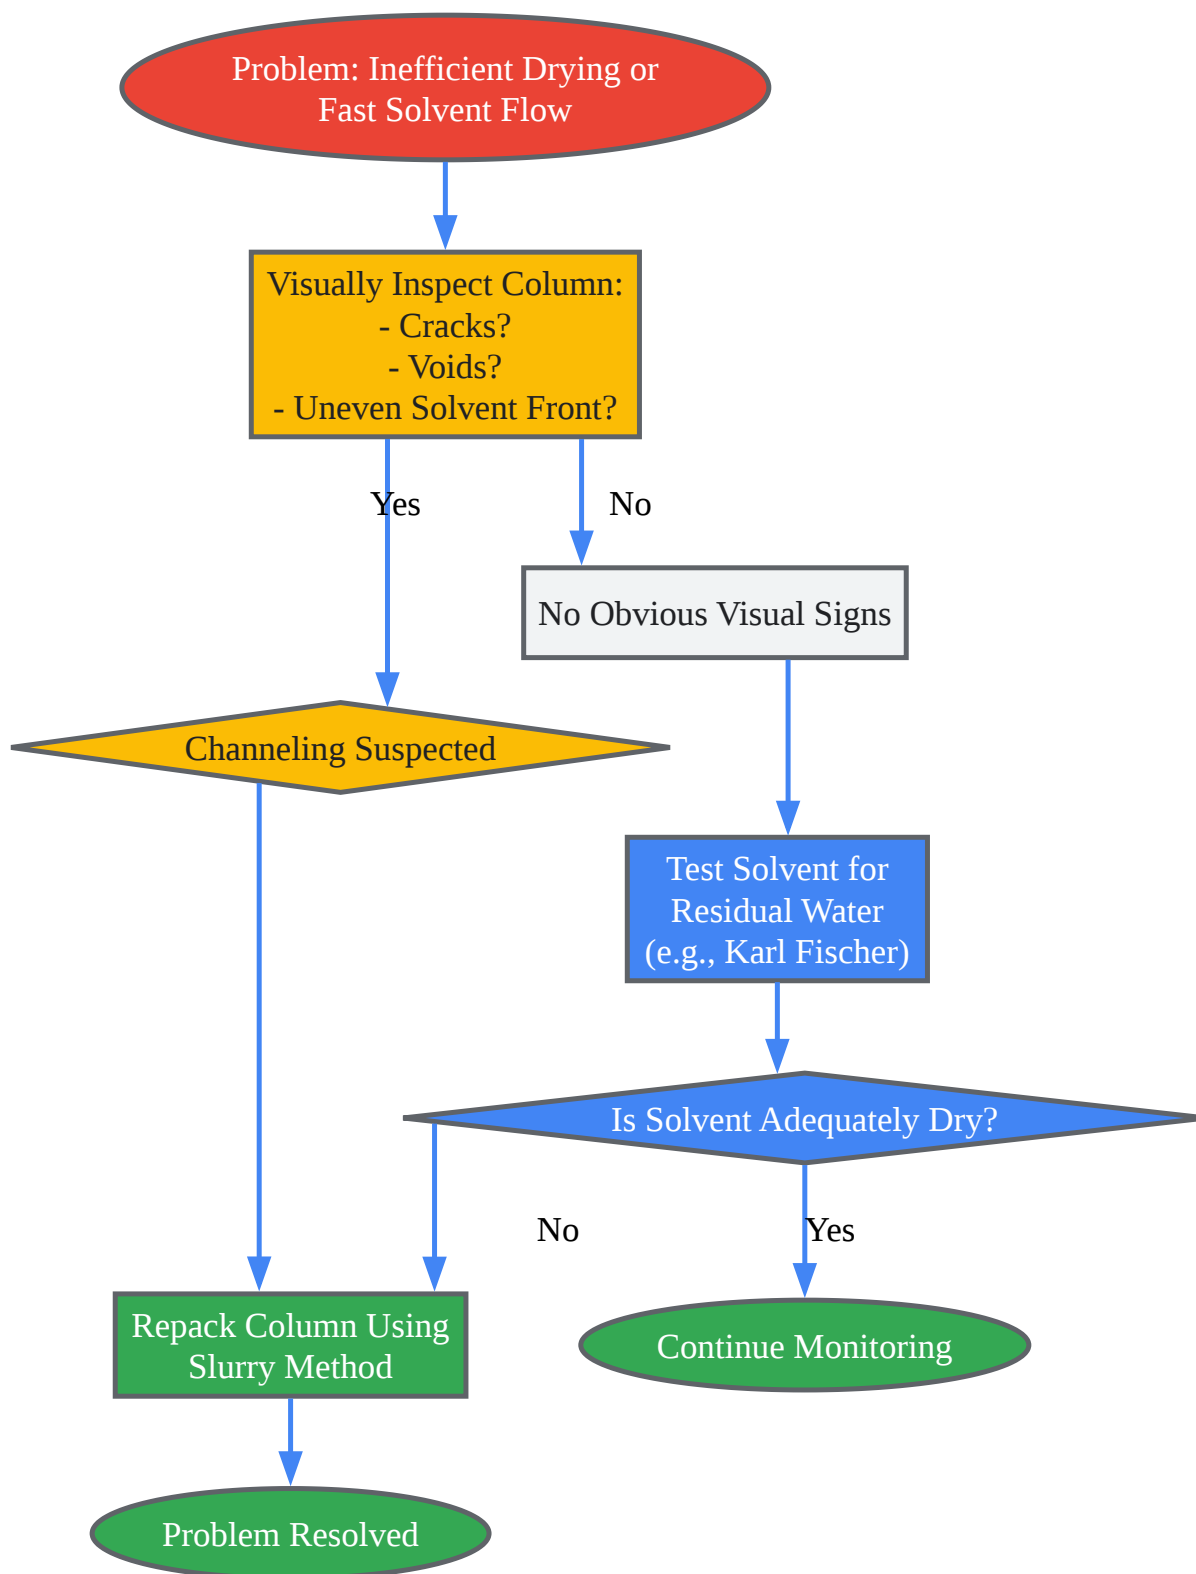 Problem: Inefficient Drying or
Fast Solvent Flow
Visually Inspect Column:
- Cracks?
- Voids?
- Uneven Solvent Front?
Yes
No
No Obvious Visual Signs
Channeling Suspected
Test Solvent for
Residual Water
(e.g., Karl Fischer)
Is Solvent Adequately Dry?
No
Yes
Repack Column Using
Slurry Method
Continue Monitoring
Problem Resolved